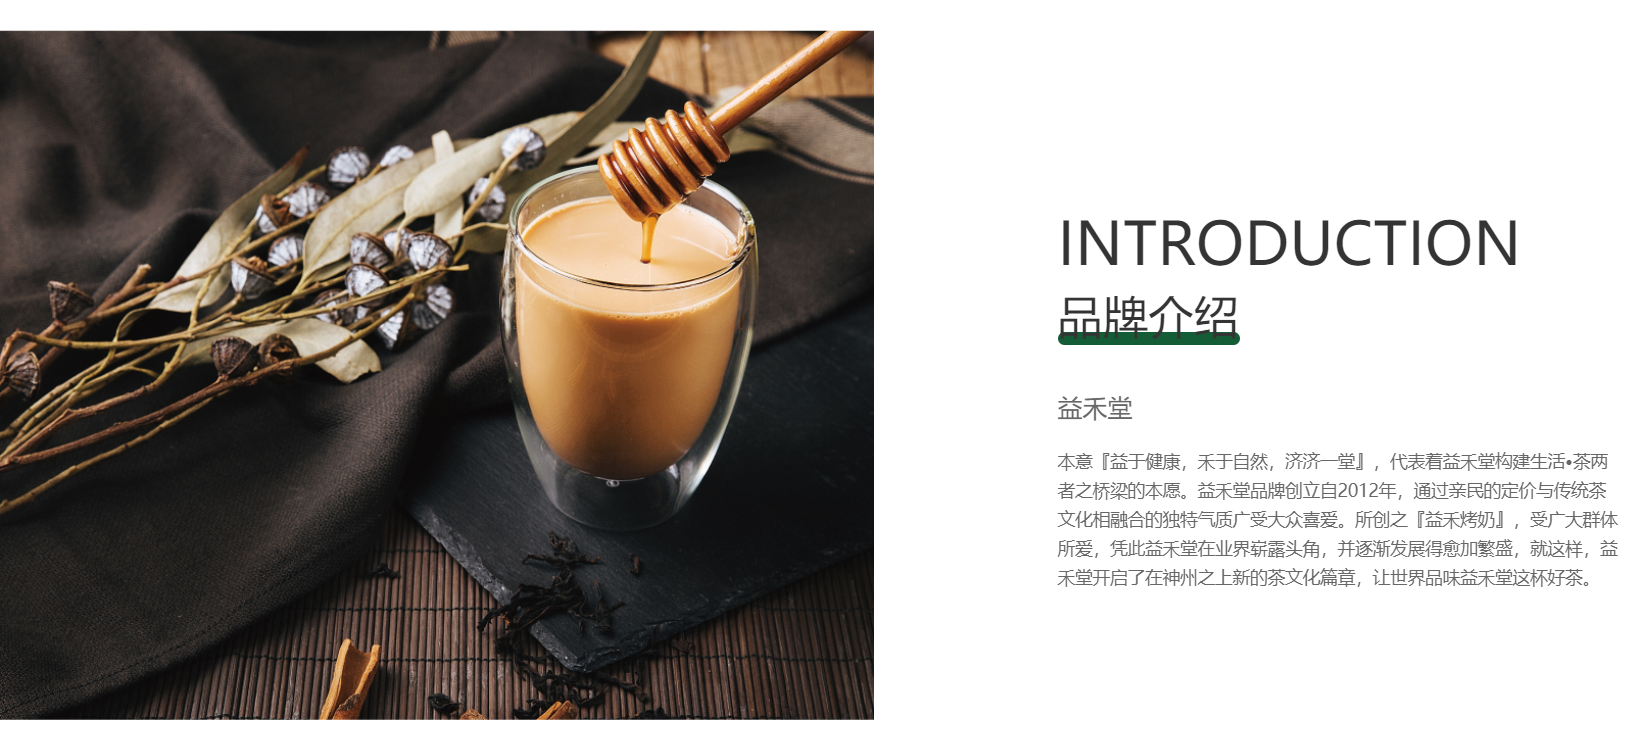 INTRODUCTION
品牌介绍
益禾堂
本意『益于健康，禾于自然，济济一堂』，代表着益禾堂构建生活•茶两
者之桥梁的本愿。益禾堂品牌创立自2012年，通过亲民的定价与传统茶
文化相融合的独特气质广受大众喜爱。所创之『益禾烤奶』，受广大群体
所爱，凭此益禾堂在业界崭露头角，并逐渐发展得愈加繁盛，就这样，益
禾堂开启了在神州之上新的茶文化篇章，让世界品味益禾堂这杯好茶。